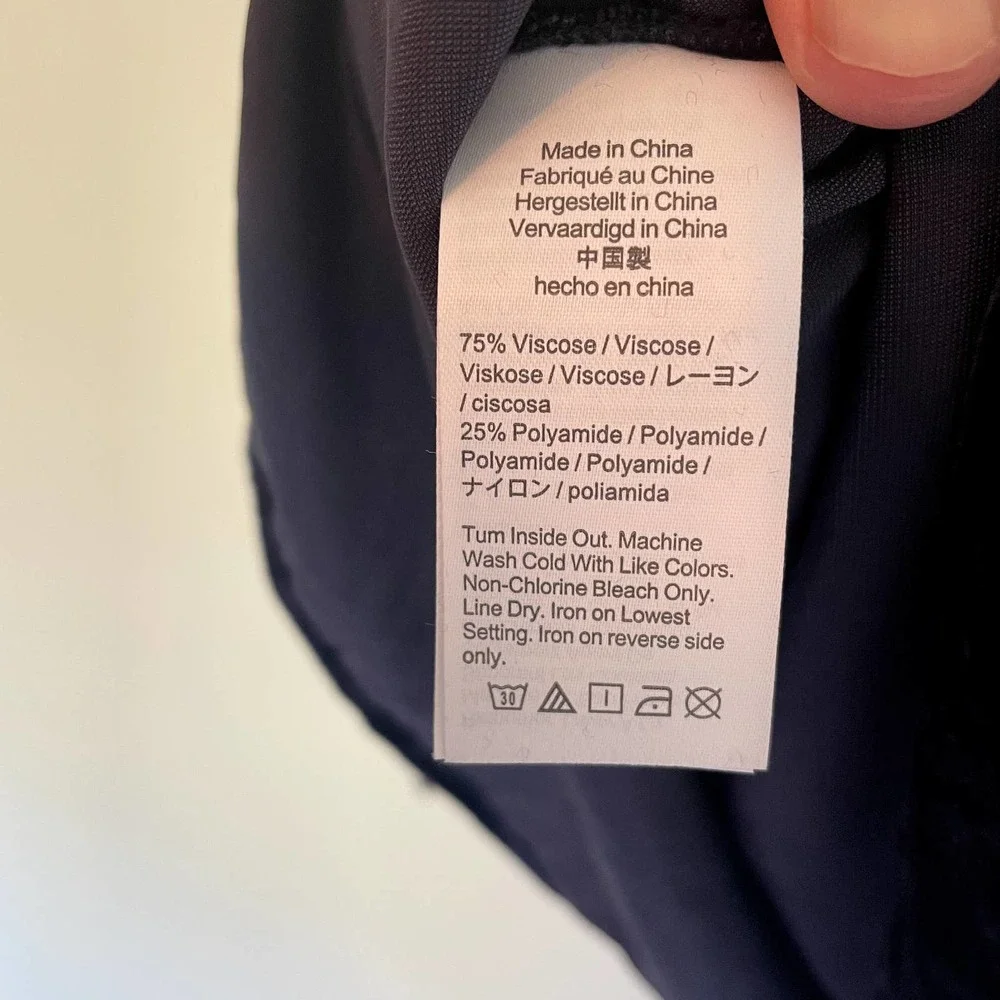 Made in China
Fabriqué au Chine
Hergestellt in China
Vervaardigd in China
中国製
hecho en china
75% Viscose / Viscose /
Viskose / Viscose / レーヨン
/ ciscosa
25% Polyamide / Polyamide /
Polyamide / Polyamide /
ナイロン / poliamida
Tum Inside Out. Machine
Wash Cold With Like Colors.
Non-Chlorine Bleach Only.
Line Dry. Iron on Lowest
Setting. Iron on reverse side
only.
30